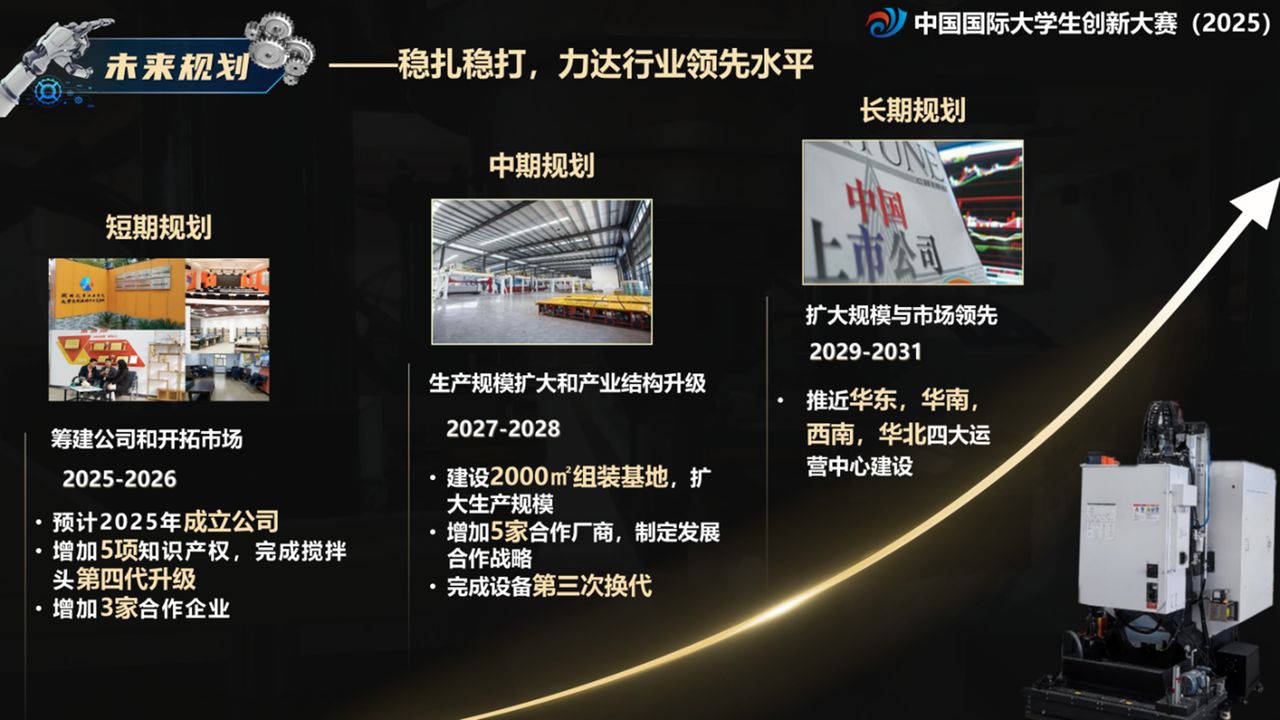 中国国际大学生创新大赛（2025）
未来规划
——稳扎稳打，力达行业领先水平
短期规划
筹建公司和开拓市场
2025-2026
• 预计2025年成立公司
• 增加5项知识产权，完成搅拌
头第四代升级
• 增加3家合作企业
中期规划
生产规模扩大和产业结构升级
2027-2028
• 建设2000㎡组装基地，扩
大生产规模
• 增加5家合作厂商，制定发展
合作战略
• 完成设备第三次换代
长期规划
中国
上市公司
扩大规模与市场领先
2029-2031
• 推近华东，华南，
西南，华北四大运
营中心建设